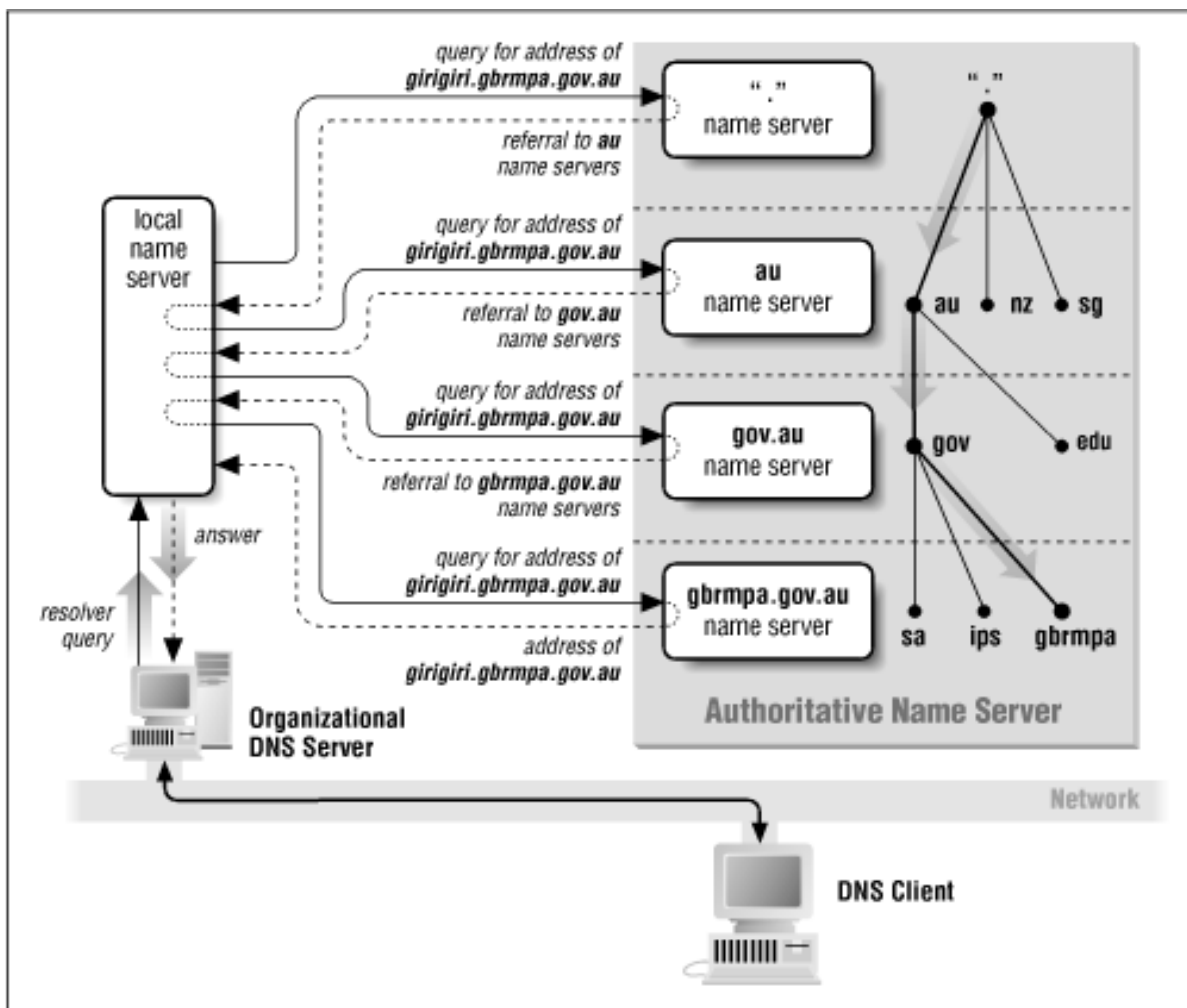 query for address of
girigiri.gbrmpa.gov.au
“.”
name server
“.”
referral to au
name servers
local
name
server
query for address of
girigiri.gbrmpa.gov.au
au
name server
au
nz
sg
referral to gov.au
name servers
query for address of
girigiri.gbrmpa.gov.au
gov.au
name server
gov
edu
referral to gbrmpa.gov.au
name servers
answer
query for address of
girigiri.gbrmpa.gov.au
gbrmpa.gov.au
name server
resolver
query
sa
ips
gbrmpa
address of
girigiri.gbrmpa.gov.au
Authoritative Name Server
Organizational
DNS Server
Network
DNS Client